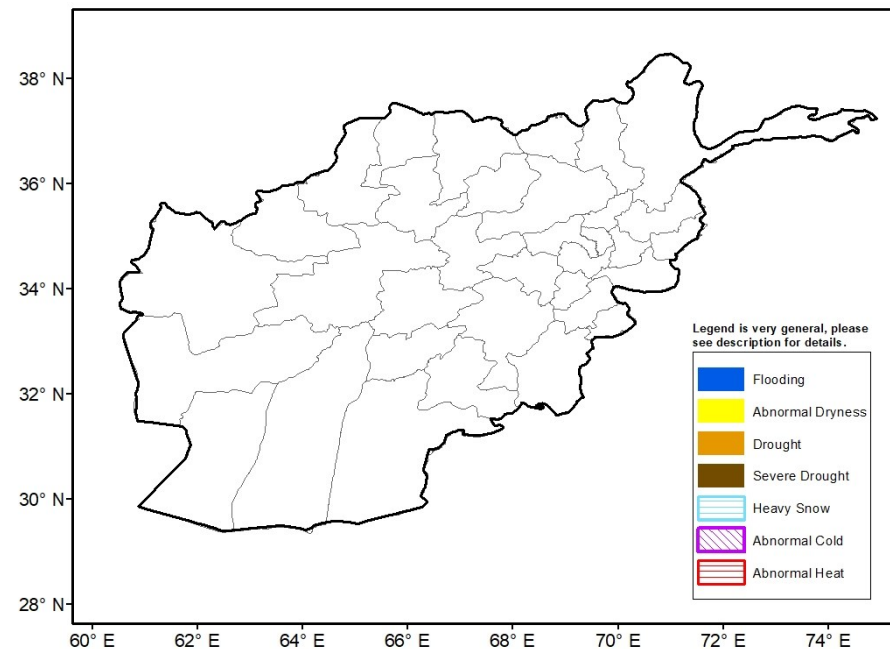 38° N
36° N
34° N
32° N
30° N
28° N
Legend is very general, please
see description for details.
Flooding
Abnormal Dryness
Drought
Severe Drought
Heavy Snow
Abnormal Cold
Abnormal Heat
60° E 62° E 64° E 66° E 68° E 70° E 72° E 74° E